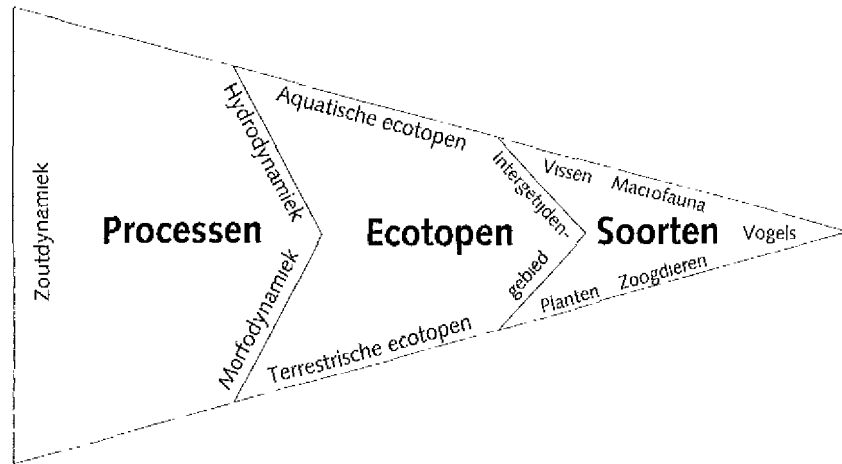 Zoutdynamiek
Processen
Hydrodynamiek
Morfodynamiek
Aquatische ecotopen
Ecotopen
Terrestrische ecotopen
intergetijden-
gebied
Vissen
Macrofauna
Soorten
Vogels
Planten
Zoogdieren